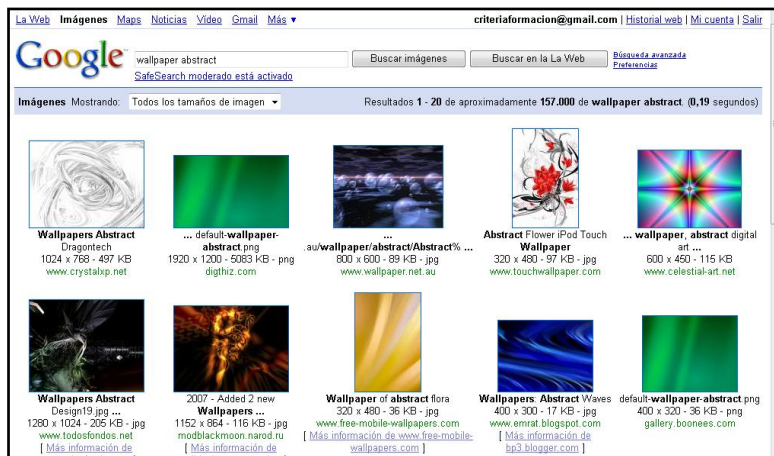 La Web Imágenes Maps Noticias Vídeo Gmail Más ▼ criteriaformacion@gmail.com | Historial web | Mi cuenta | Salir
Google™ wallpaper abstract Buscar imágenes Buscar en la La Web Búsqueda avanzada
Preferencias
SafeSearch moderado está activado
Imágenes Mostrando: Todos los tamaños de imagen Resultados 1 - 20 de aproximadamente 157.000 de wallpaper abstract. (0,19 segundos)
Wallpapers Abstract
Dragontech
1024 x 768 - 497 KB
www.crystalxp.net
... default-wallpaper-
abstract.png
1920 x 1200 - 5083 KB - png
digthiz.com
...
.au/wallpaper/abstract/Abstract% ...
800 x 600 - 89 KB - jpg
www.wallpaper.net.au
Abstract Flower iPod Touch
Wallpaper
320 x 480 - 97 KB - jpg
www.touchwallpaper.com
... wallpaper, abstract digital
art ...
600 x 450 - 115 KB
www.celestial-art.net
Wallpapers Abstract
Design19.jpg ...
1280 x 1024 - 205 KB - jpg
www.todosfondos.net
[ Más información de
2007 - Added 2 new
Wallpapers ...
1152 x 864 - 116 KB - jpg
modblackmoon.narod.ru
[ Más información de
Wallpaper of abstract flora
320 x 480 - 36 KB - jpg
www.free-mobile-wallpapers.com
[ Más información de www.free-mobile-
wallpapers.com ]
Wallpapers: Abstract Waves
400 x 300 - 17 KB - jpg
www.emrat.blogspot.com
[ Más información de
bp3.blogger.com ]
default-wallpaper-abstract.png
400 x 320 - 36 KB - png
gallery.boonees.com